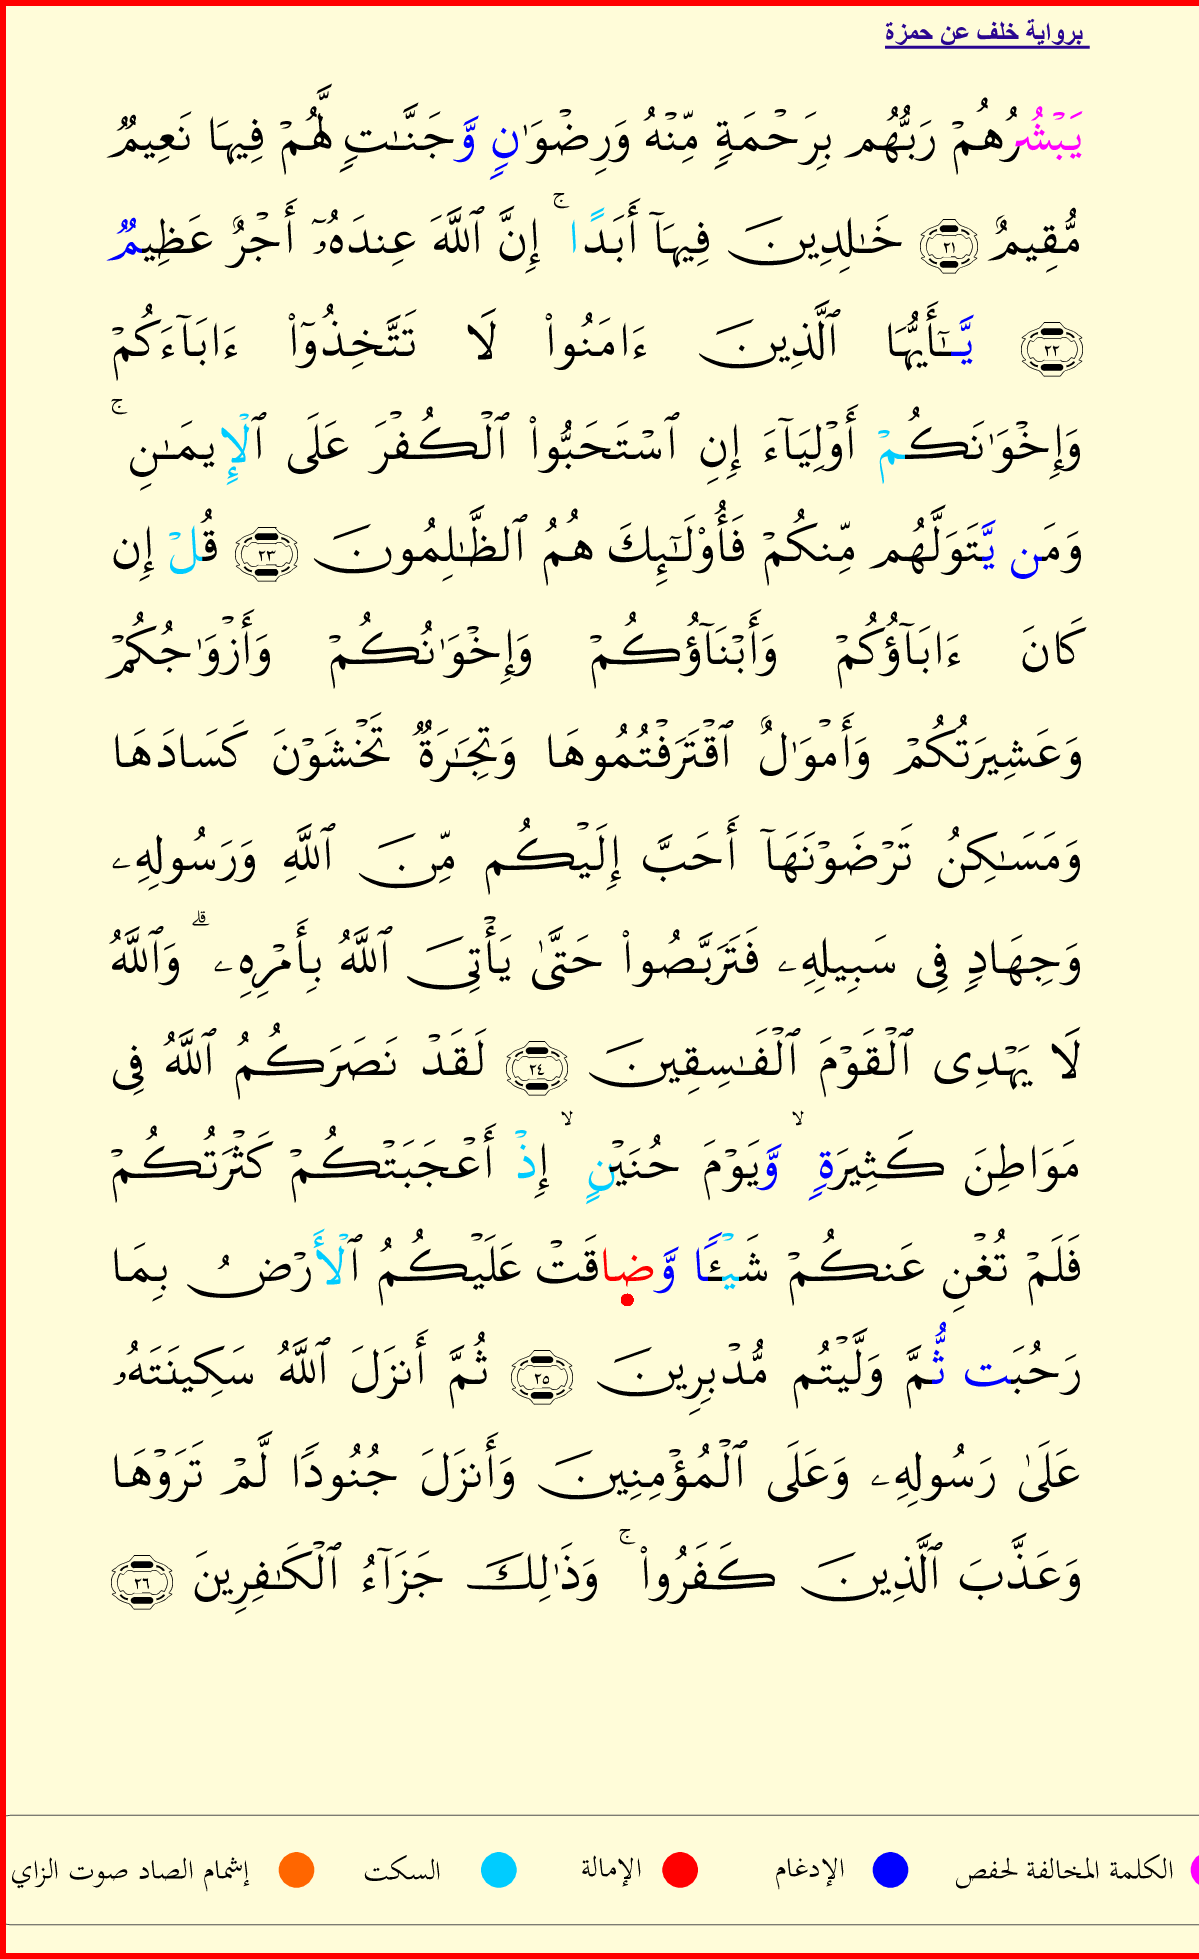 برواية خلف عن حمزة
يَبْشُرُهُمْ رَبُّهُم بِرَحْمَةٍ مِّنْهُ وَرِضْوَٰنٍ وَّجَنَّـٰتٍ لَّهُمْ فِيهَا نَعِيمٌ
مُّقِيمٌ ٢١ خَـٰلِدِينَ فِيهَآ أَبَدًا ۚ إِنَّ ٱللَّهَ عِندَهُۥٓ أَجْرٌ عَظِيمٌ
٢٢ يَّـٰٓأَيُّهَا ٱلَّذِينَ ءَامَنُوا۟ لَا تَتَّخِذُوٓا۟ ءَابَآءَكُمْ
وَإِخْوَٰنَكُمْ أَوْلِيَآءَ إِنِ ٱسْتَحَبُّوا۟ ٱلْكُفْرَ عَلَى ٱلْإِيمَـٰنِ ۚ
وَمَن يَّتَوَلَّهُم مِّنكُمْ فَأُو۟لَـٰٓئِكَ هُمُ ٱلظَّـٰلِمُونَ ٢٣ قُلْ إِن
كَانَ ءَابَآؤُكُمْ وَأَبْنَآؤُكُمْ وَإِخْوَٰنُكُمْ وَأَزْوَٰجُكُمْ
وَعَشِيرَتُكُمْ وَأَمْوَٰلٌ ٱقْتَرَفْتُمُوهَا وَتِجَـٰرَةٌ تَخْشَوْنَ كَسَادَهَا
وَمَسَـٰكِنُ تَرْضَوْنَهَآ أَحَبَّ إِلَيْكُم مِّنَ ٱللَّهِ وَرَسُولِهِۦ
وَجِهَادٍ فِى سَبِيلِهِۦ فَتَرَبَّصُوا۟ حَتَّىٰ يَأْتِىَ ٱللَّهُ بِأَمْرِهِۦ ۗ وَٱللَّهُ
لَا يَهْدِى ٱلْقَوْمَ ٱلْفَـٰسِقِينَ ٢٤ لَقَدْ نَصَرَكُمُ ٱللَّهُ فِى
مَوَاطِنَ كَثِيرَةٍ ۙ وَّيَوْمَ حُنَيْنٍ ۙ إِذْ أَعْجَبَتْكُمْ كَثْرَتُكُمْ
فَلَمْ تُغْنِ عَنكُمْ شَيْـًٔا وَّضَاقَتْ عَلَيْكُمُ ٱلْأَرْضُ بِمَا
رَحُبَت ثُّمَّ وَلَّيْتُم مُّدْبِرِينَ ٢٥ ثُمَّ أَنزَلَ ٱللَّهُ سَكِينَتَهُۥ
عَلَىٰ رَسُولِهِۦ وَعَلَى ٱلْمُؤْمِنِينَ وَأَنزَلَ جُنُودًا لَّمْ تَرَوْهَا
وَعَذَّبَ ٱلَّذِينَ كَفَرُوا۟ ۚ وَذَٰلِكَ جَزَآءُ ٱلْكَـٰفِرِينَ ٢٦
الكلمة المخالفة لحفص الإدغام الإمالة السكت إشمام الصاد صوت الزاي